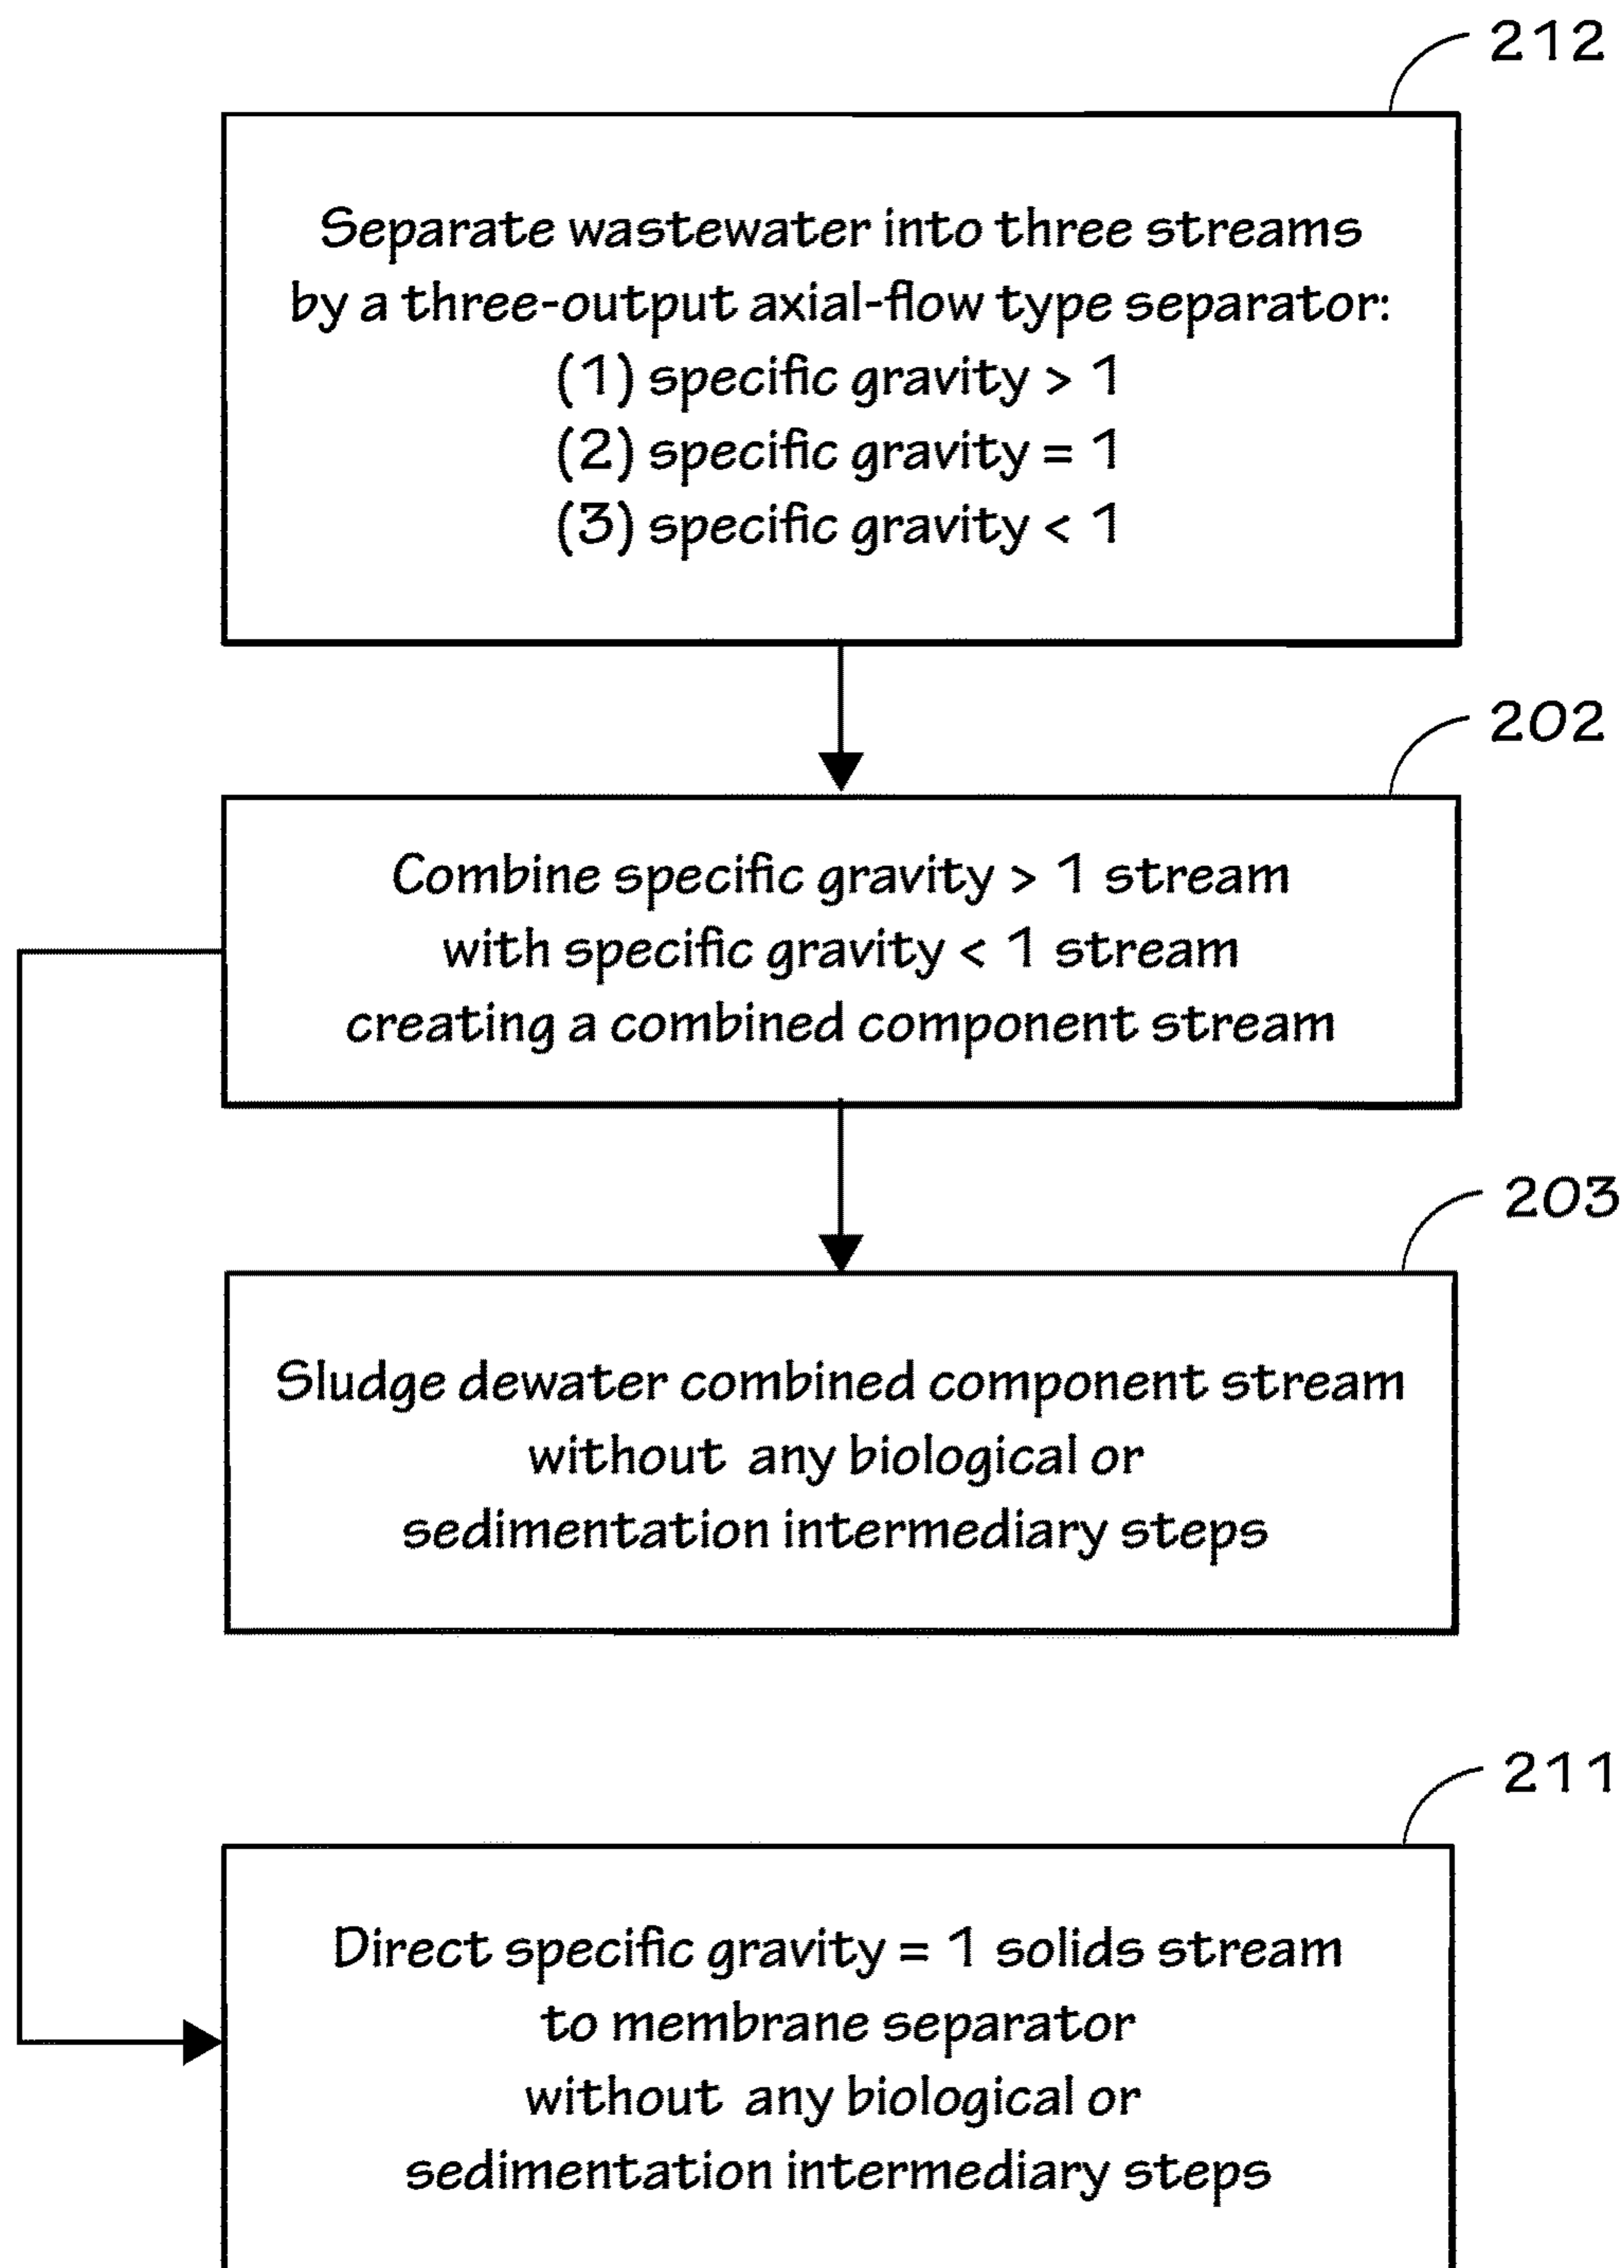 212
Separate wastewater into three streams
by a three-output axial-flow type separator:
(1) specific gravity > 1
(2) specific gravity = 1
(3) specific gravity < 1
202
Combine specific gravity > 1 stream
with specific gravity < 1 stream
creating a combined component stream
203
Sludge dewater combined component stream
without any biological or
sedimentation intermediary steps
211
Direct specific gravity = 1 solids stream
to membrane separator
without any biological or
sedimentation intermediary steps